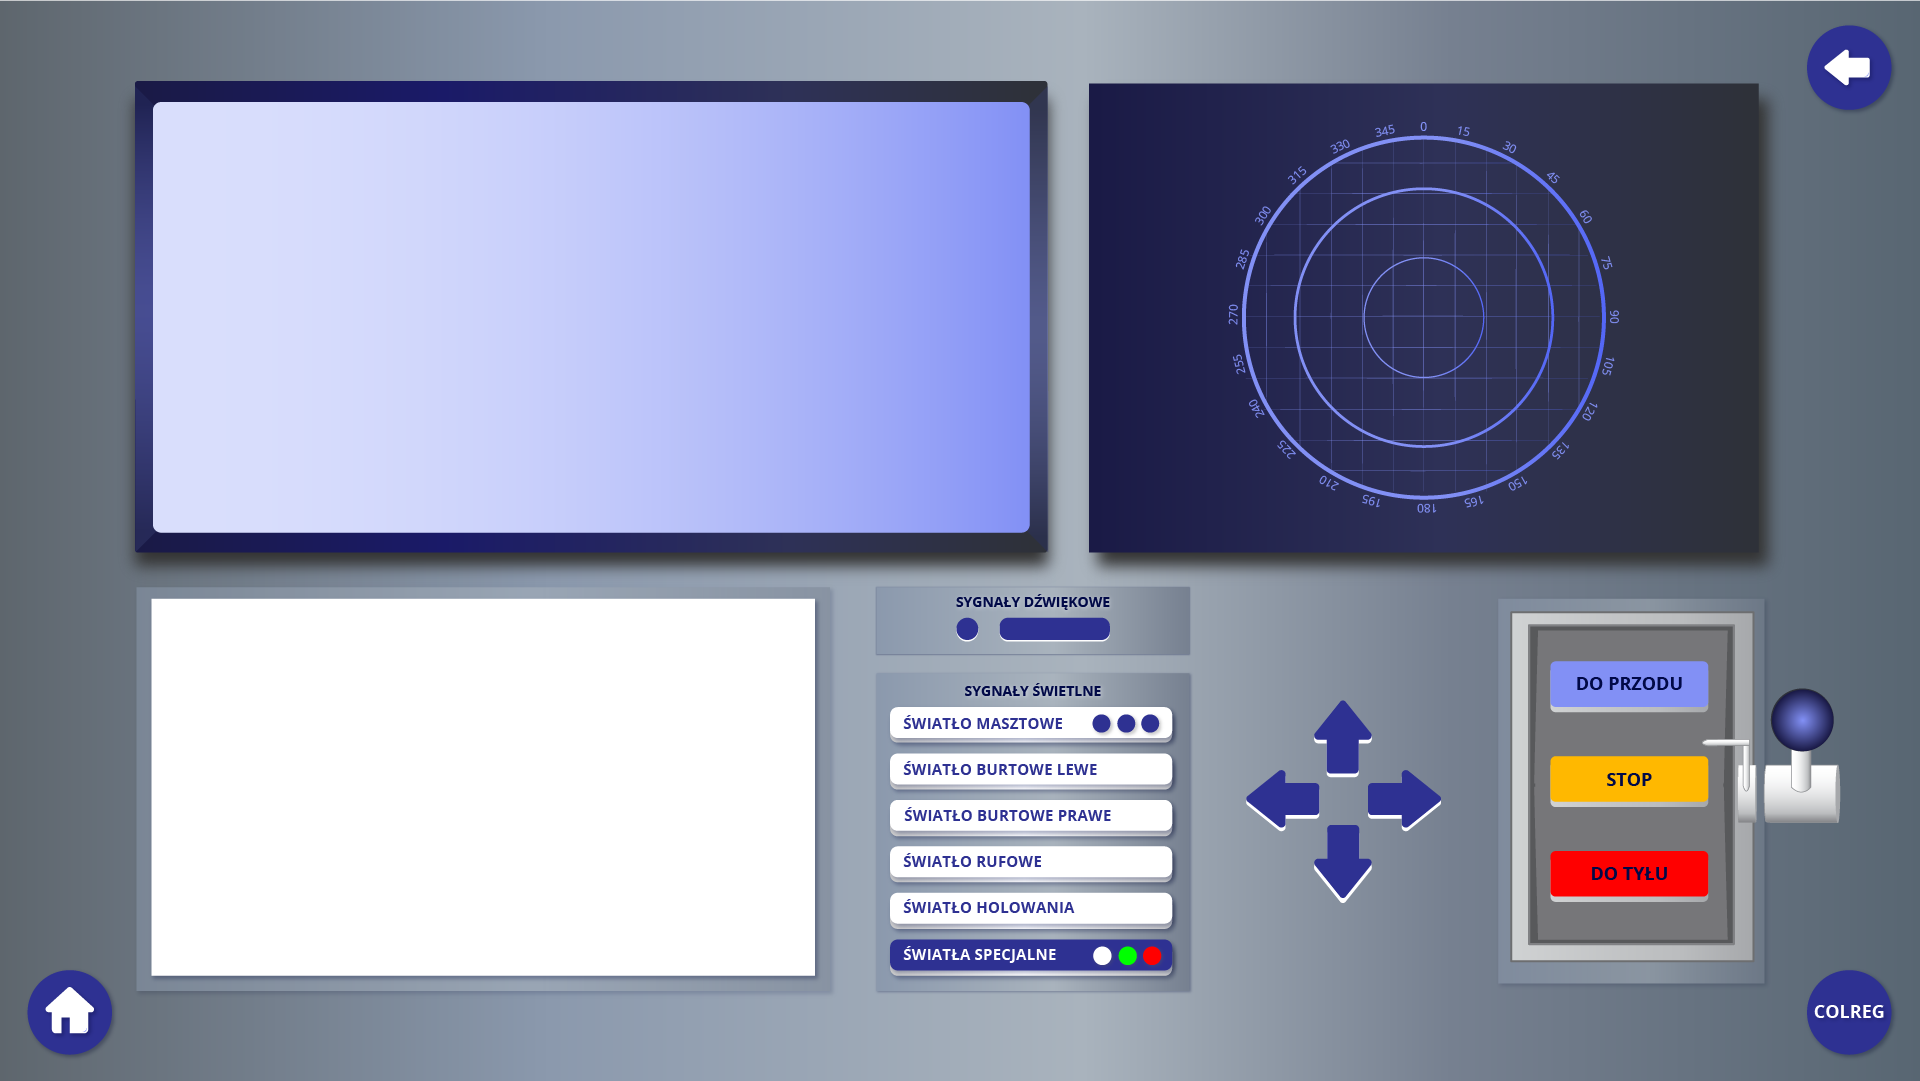 0
15
30
45
60
75
90
105
120
135
150
165
180
195
210
225
240
255
270
285
300
315
330
345
SYGNAŁY DŹWIĘKOWE
SYGNAŁY ŚWIETLNE
ŚWIATŁO MASZTOWE
ŚWIATŁO BURTOWE LEWE
ŚWIATŁO BURTOWE PRAWE
ŚWIATŁO RUFOWE
ŚWIATŁO HOLOWANIA
ŚWIATŁA SPECJALNE
DO PRZODU
STOP
DO TYŁU
COLREG